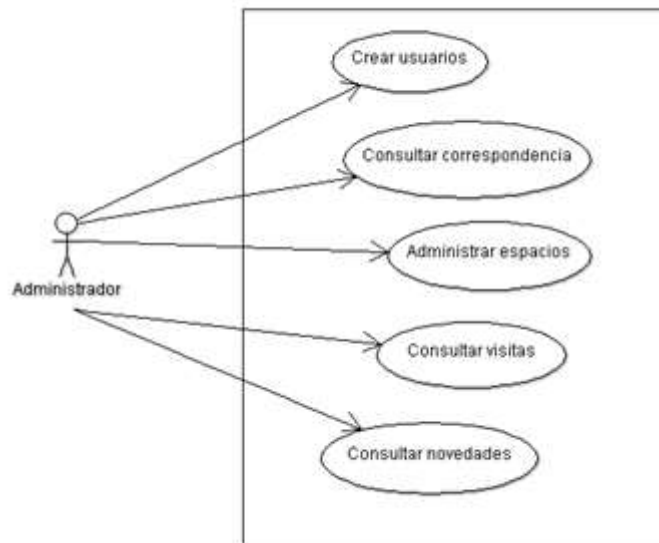 Crear usuarios
Consultar correspondencia
Administrar espacios
Administrador
Consultar visitas
Consultar novedades